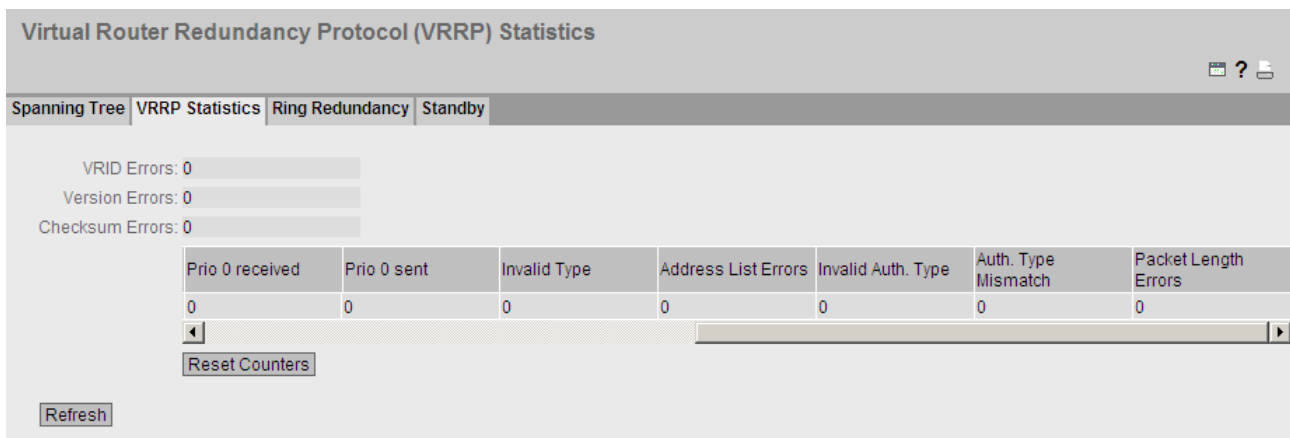 Virtual Router Redundancy Protocol (VRRP) Statistics
?
Spanning Tree VRRP Statistics Ring Redundancy Standby
VRID Errors: 0
Version Errors: 0
Checksum Errors: 0
Prio 0 received Prio 0 sent Invalid Type Address List Errors Invalid Auth. Type Auth. Type Mismatch Packet Length Errors
0 0 0 0 0 0 0
Reset Counters
Refresh